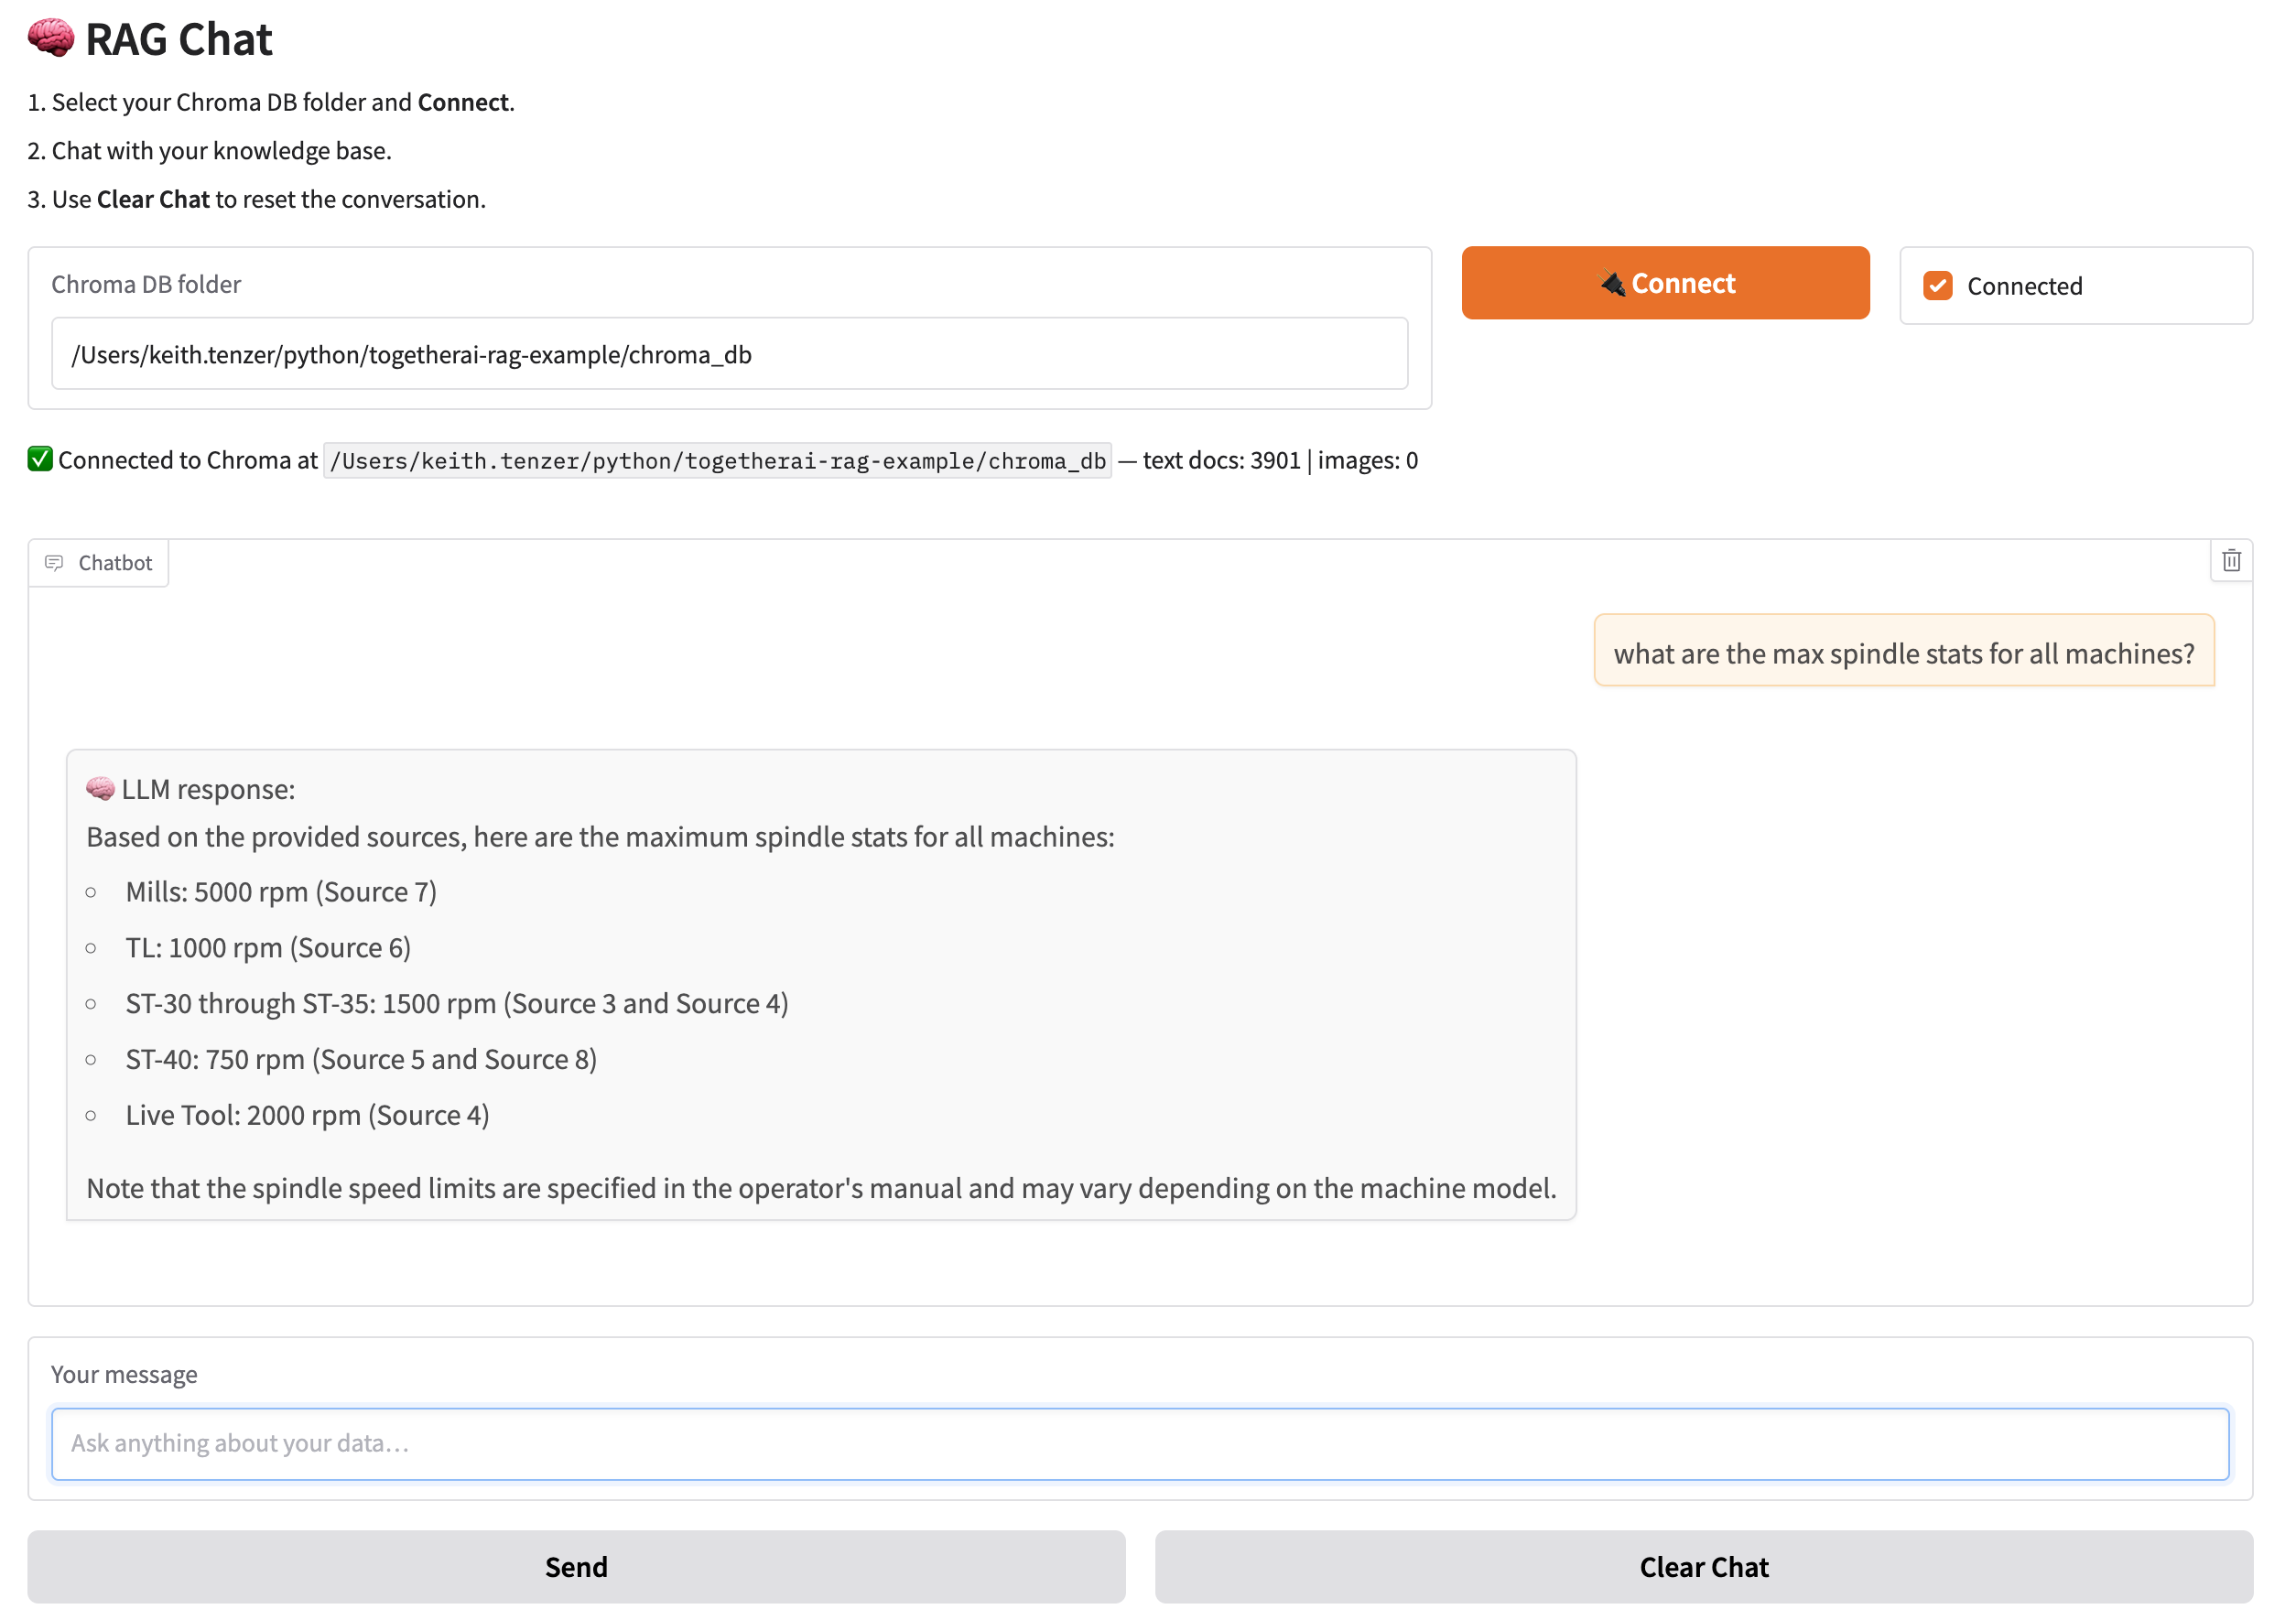 🧠 RAG Chat
1. Select your Chroma DB folder and Connect.
2. Chat with your knowledge base.
3. Use Clear Chat to reset the conversation.
Chroma DB folder
/Users/keith.tenzer/python/togetherai-rag-example/chroma_db
🔌 Connect
Connected
✅ Connected to Chroma at /Users/keith.tenzer/python/togetherai-rag-example/chroma_db — text docs: 3901 | images: 0
Chatbot
what are the max spindle stats for all machines?
🧠 LLM response:
Based on the provided sources, here are the maximum spindle stats for all machines:
◦ Mills: 5000 rpm (Source 7)
◦ TL: 1000 rpm (Source 6)
◦ ST-30 through ST-35: 1500 rpm (Source 3 and Source 4)
◦ ST-40: 750 rpm (Source 5 and Source 8)
◦ Live Tool: 2000 rpm (Source 4)
Note that the spindle speed limits are specified in the operator's manual and may vary depending on the machine model.
Your message
Ask anything about your data…
Send
Clear Chat